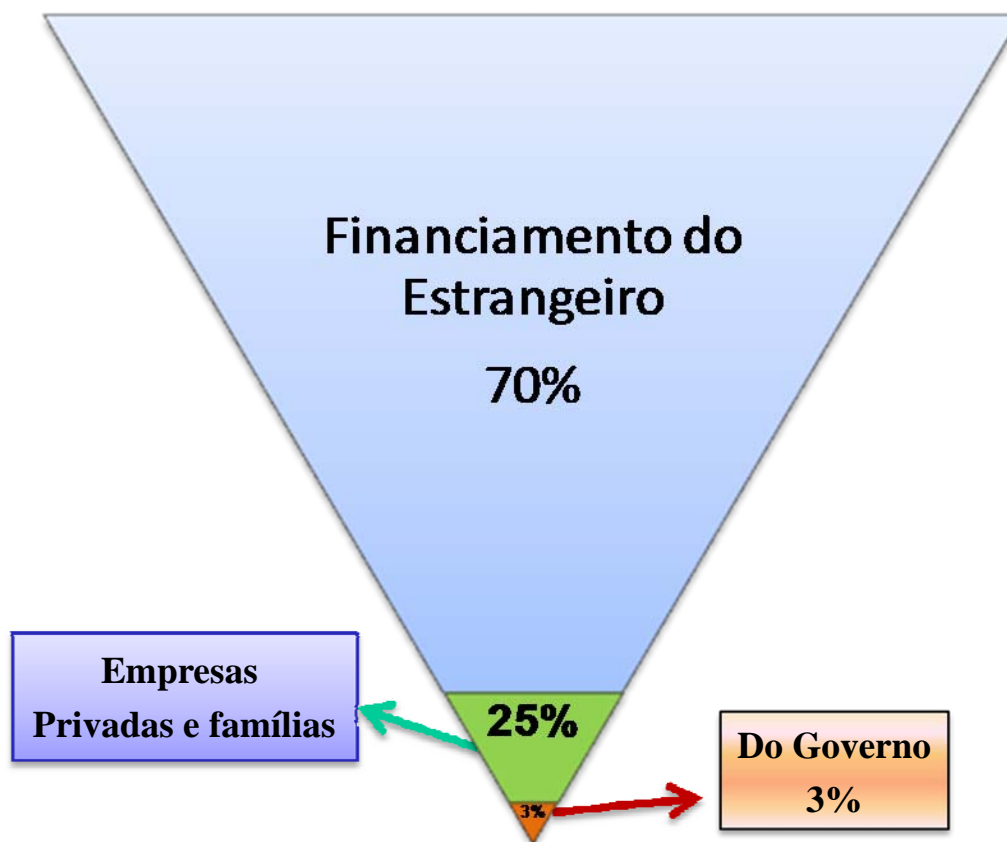 Financiamento do
Estrangeiro
70%
Empresas
Privadas e famílias
25%
3%
Do Governo
3%